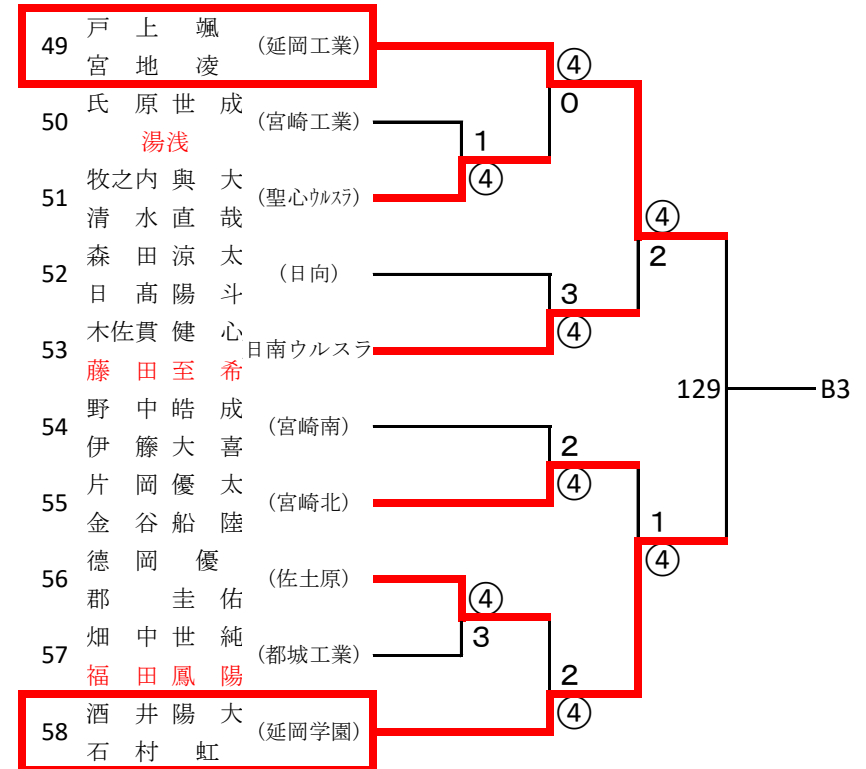 49 戸上颯 (延岡工業)
宮地凌
④
0
50 氏原世成 (宮崎工業)
湯浅
1
④
51 牧之内與大 (聖心ウルスラ)
清水直哉
④
2
52 森田涼太 (日向)
日髙陽斗
3
④
53 木佐貫健心 日南ウルスラ
藤田至希
129
B3
54 野中皓成 (宮崎南)
伊籐大喜
2
④
55 片岡優太 (宮崎北)
金谷船陸
1
④
56 德岡優 (佐土原)
郡圭佑
④
3
57 畑中世純 (都城工業)
福田鳳陽
2
④
58 酒井陽大 (延岡学園)
石村虹